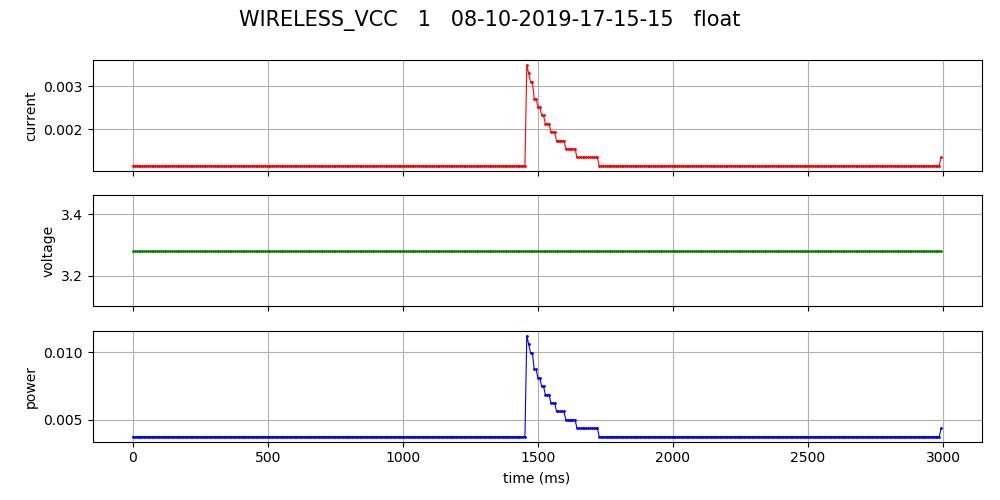 WIRELESS_VCC 1 08-10-2019-17-15-15 float
current
0.003
0.002
voltage
3.4
3.2
power
0.010
0.005
0 500 1000 1500 2000 2500 3000
time (ms)